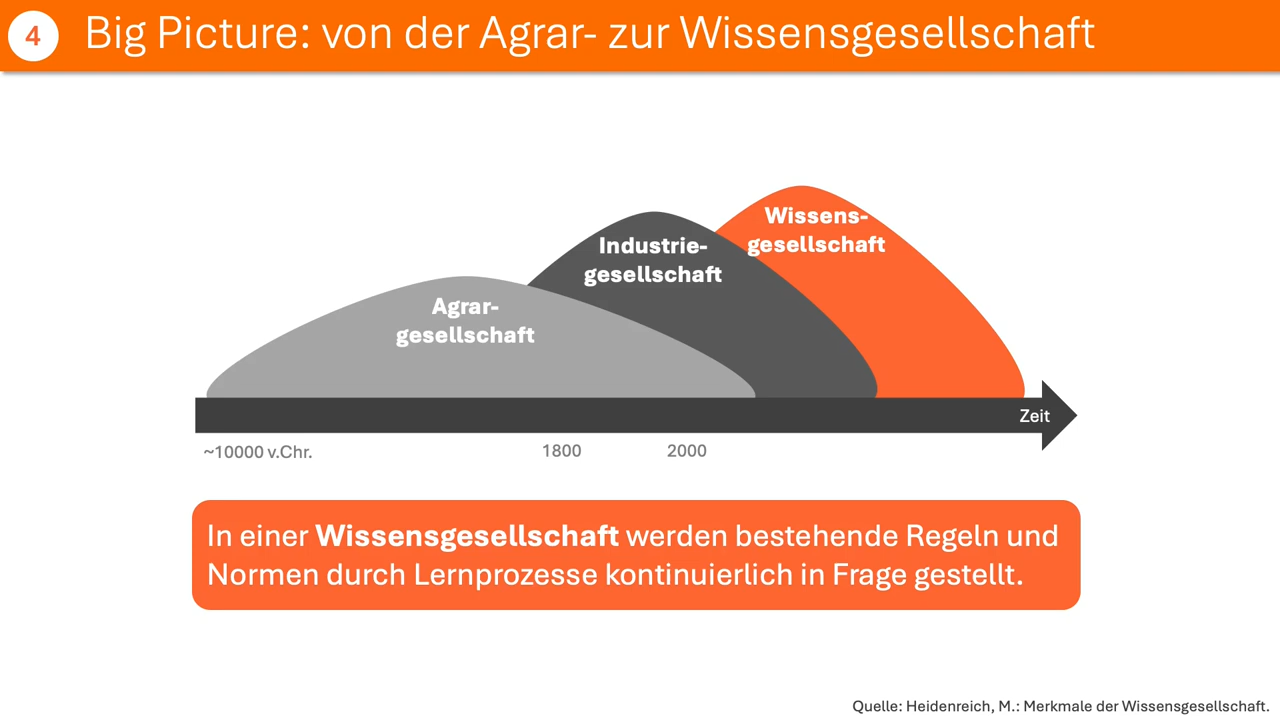 4
Big Picture: von der Agrar- zur Wissensgesellschaft
Wissens-
gesellschaft
Industrie-
gesellschaft
Agrar-
gesellschaft
Zeit
~10000 v.Chr.
1800
2000
In einer Wissensgesellschaft werden bestehende Regeln und
Normen durch Lernprozesse kontinuierlich in Frage gestellt.
Quelle: Heidenreich, M.: Merkmale der Wissensgesellschaft.